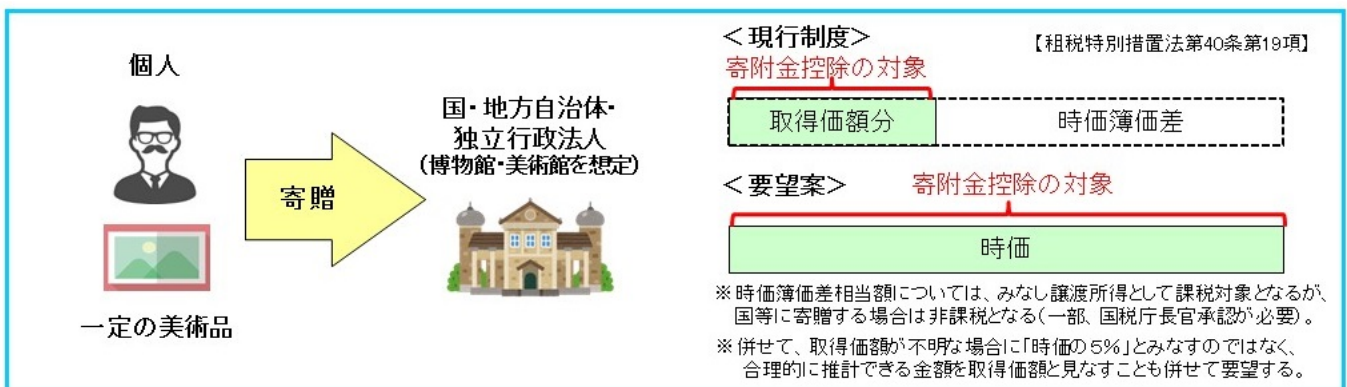 個人
一定の美術品
寄贈
国・地方自治体・
独立行政法人
(博物館・美術館を想定)
<現行制度>
【租税特別措置法第40条第19項】
寄附金控除の対象
取得価額分
時価簿価差
<要望案>
寄附金控除の対象
時価
※時価簿価差相当額については、みなし譲渡所得として課税対象となるが、
国等に寄贈する場合は非課税となる(一部、国税庁長官承認が必要)。
※併せて、取得価額が不明な場合に「時価の5%」とみなすのではなく、
合理的に推計できる金額を取得価額と見なすことも併せて要望する。